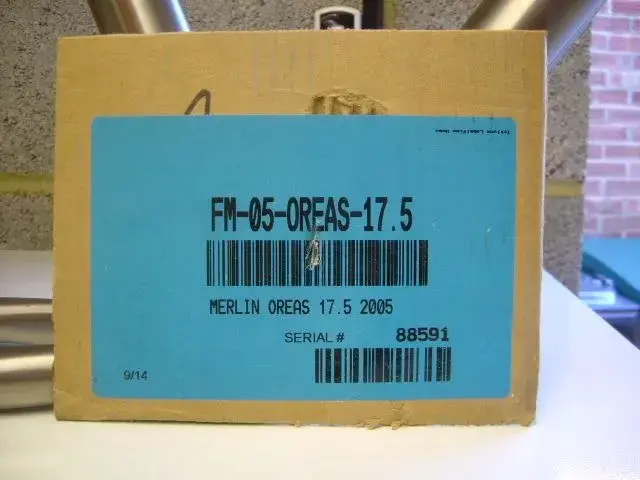 FM-05-OREAS-17.5
MERLIN OREAS 17.5 2005
SERIAL # 88591
9/14